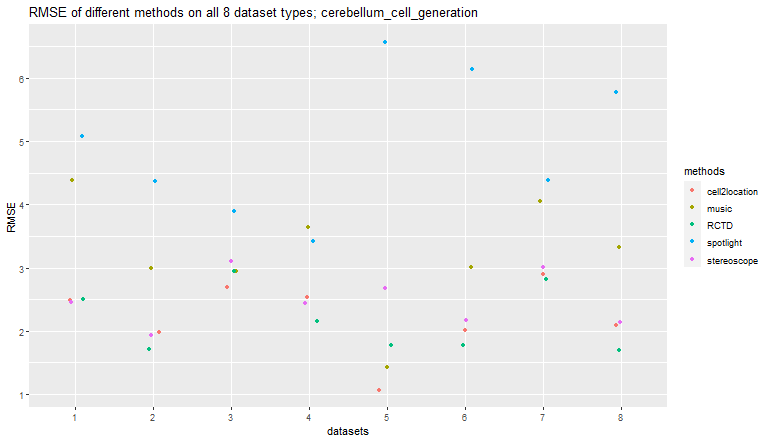 RMSE of different methods on all 8 dataset types; cerebellum_cell_generation
RMSE
6
5
4
3
2
1
1 2 3 4 5 6 7 8
datasets
methods
cell2location
music
RCTD
spotlight
stereoscope